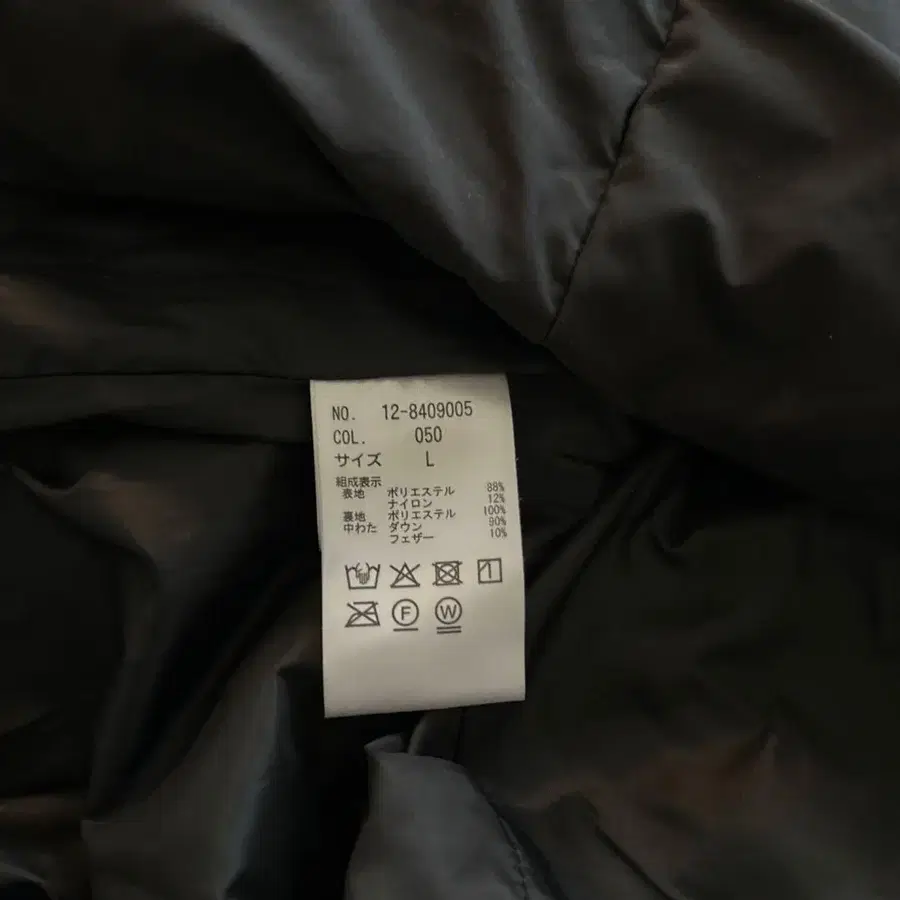 NO. 12-8409005
COL. 050
サイズ L
組成表示
表地 ポリエステル 88%
ナイロン 12%
裏地 ポリエステル 100%
中わた ダウン 90%
フェザー 10%
1
F W